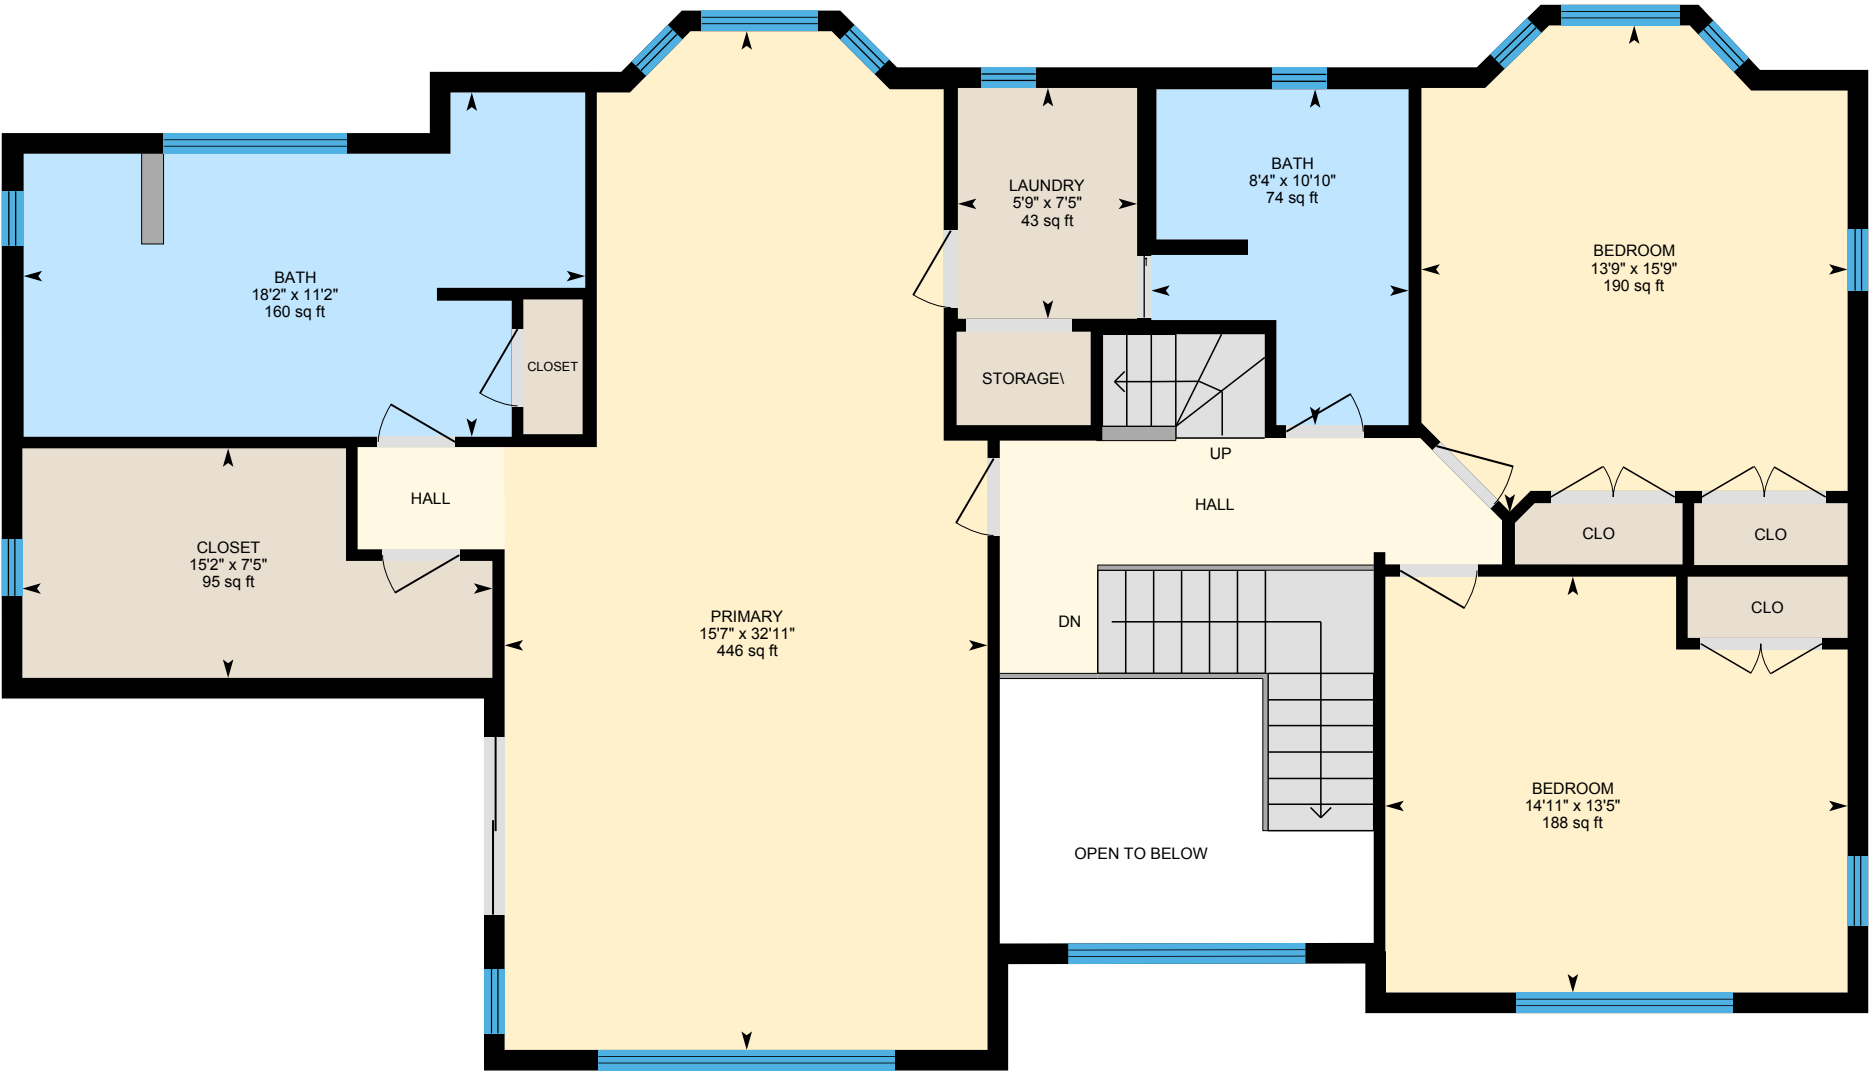 BATH
18'2" x 11'2"
160 sq ft
CLOSET
CLOSET
15'2" x 7'5"
95 sq ft
HALL
PRIMARY
15'7" x 32'11"
446 sq ft
LAUNDRY
5'9" x 7'5"
43 sq ft
STORAGE\
BATH
8'4" x 10'10"
74 sq ft
UP
HALL
DN
OPEN TO BELOW
BEDROOM
13'9" x 15'9"
190 sq ft
CLO
CLO
CLO
BEDROOM
14'11" x 13'5"
188 sq ft